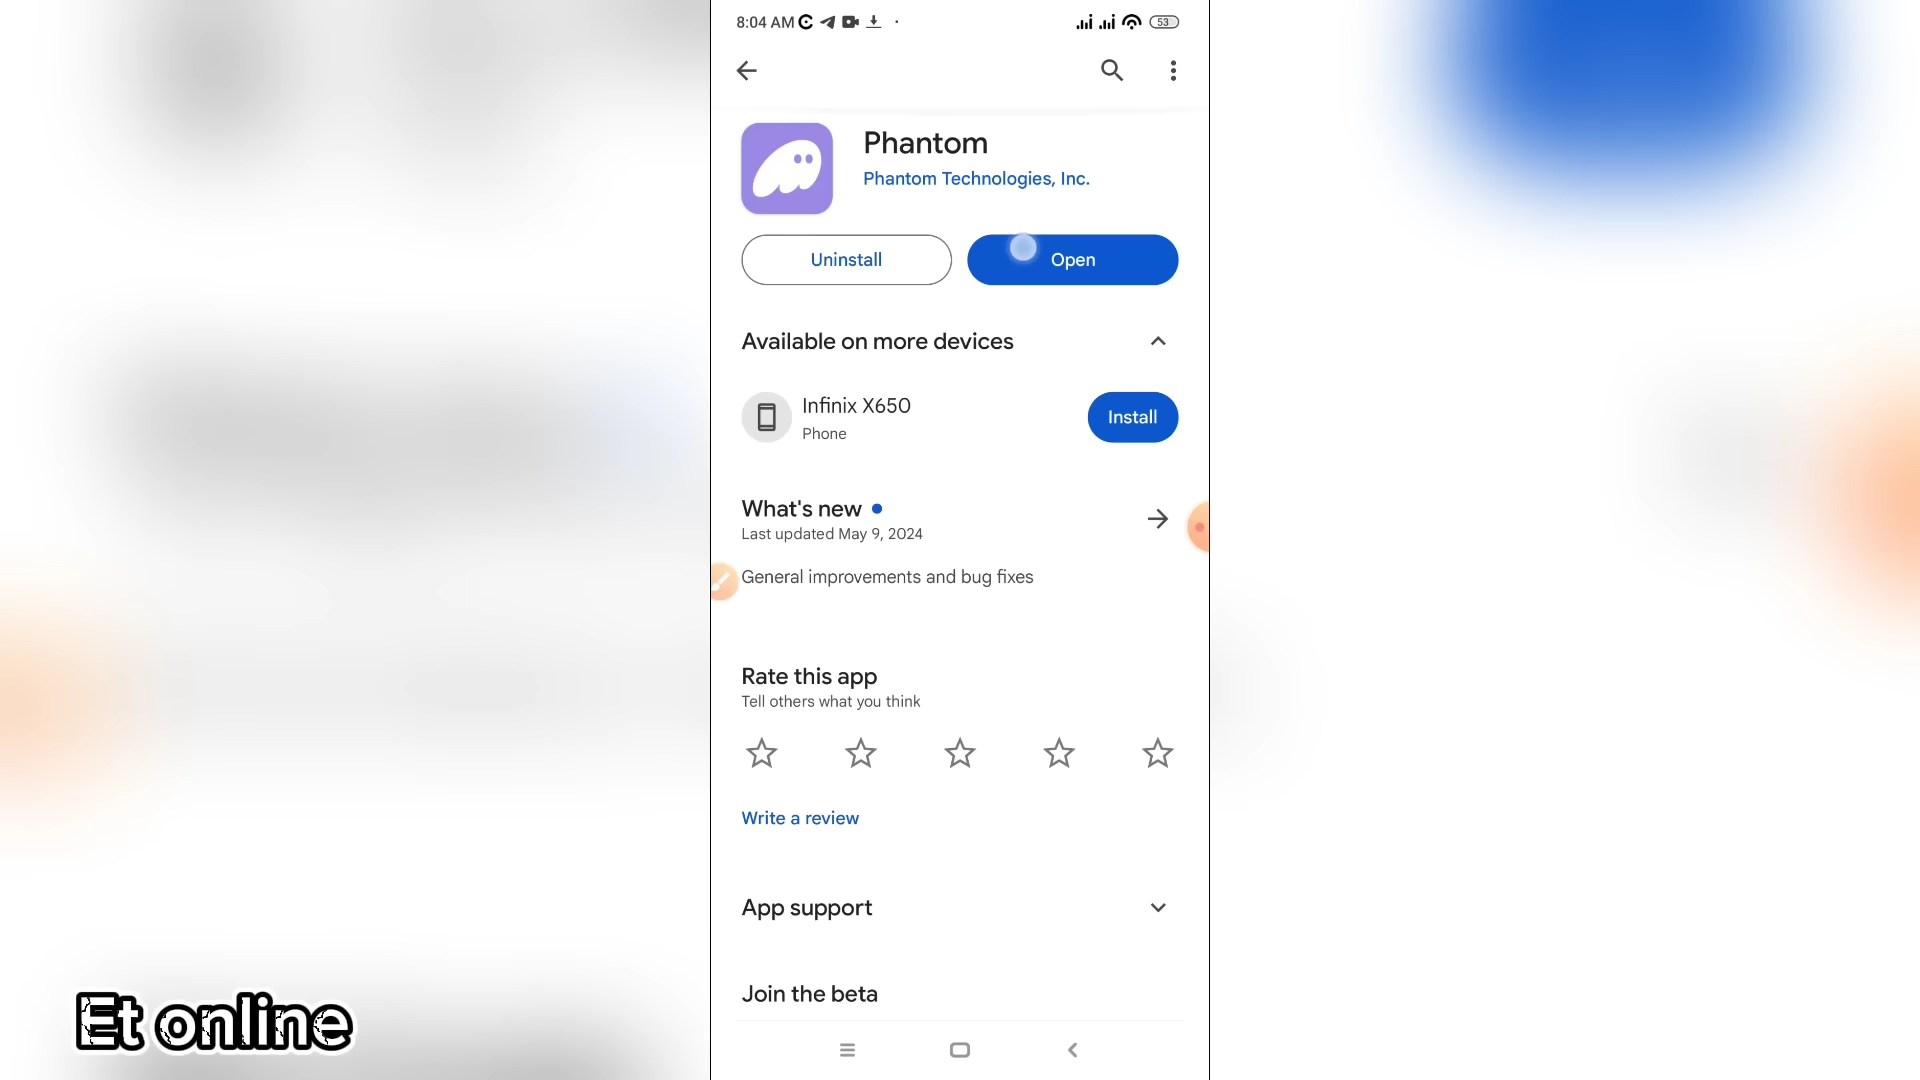 8:04 AM
53
Phantom
Phantom Technologies, Inc.
Uninstall
Open
Available on more devices
Infinix X650
Phone
Install
What's new
Last updated May 9, 2024
General improvements and bug fixes
Rate this app
Tell others what you think
Write a review
App support
Join the beta
Et online